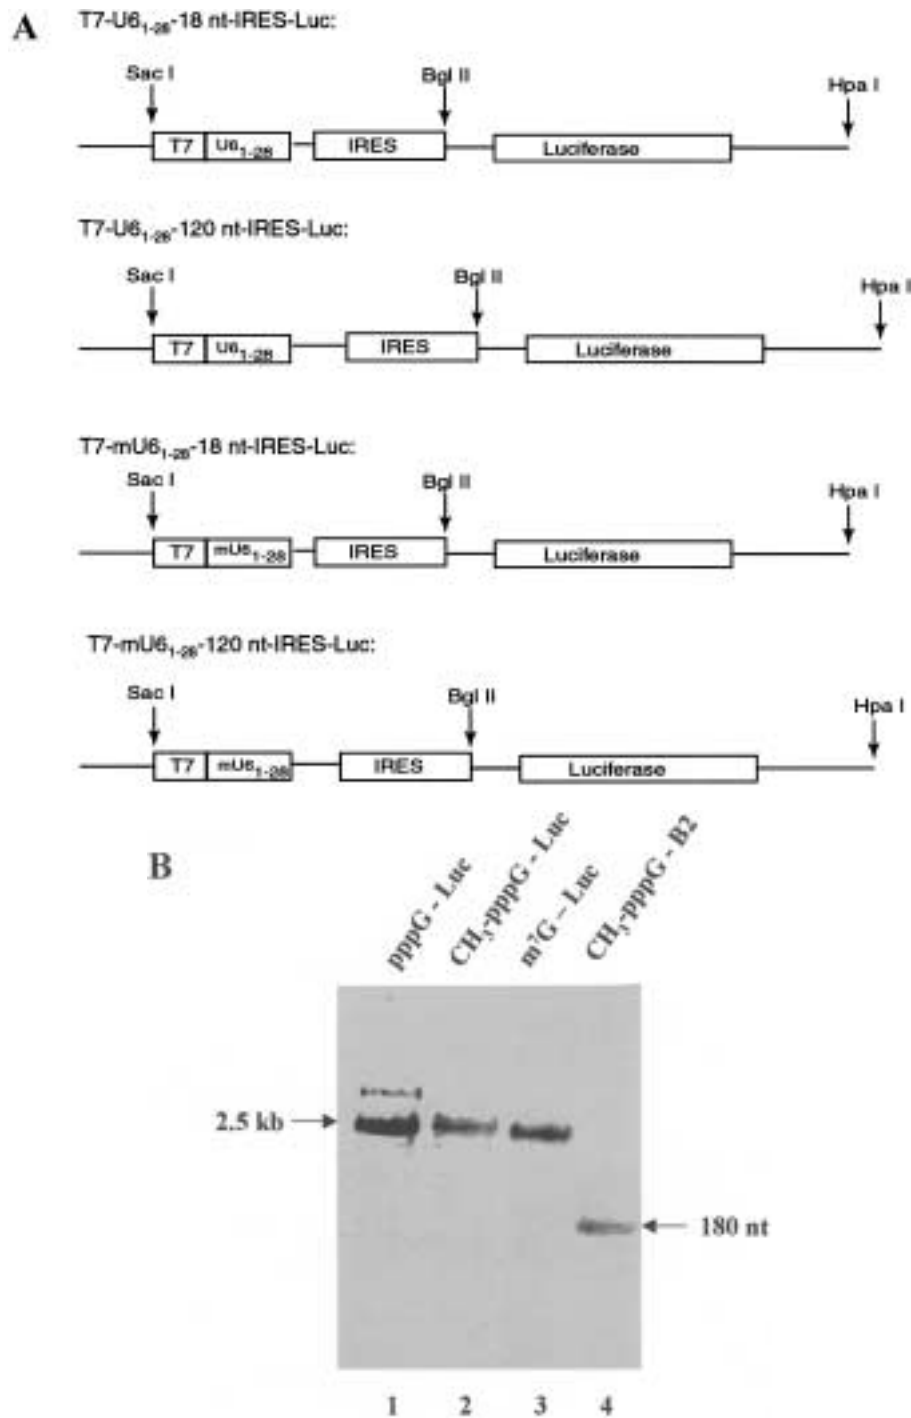 A
T7-U6₁₋₂₈-18 nt-IRES-Luc:
Sac I
Bgl II
Hpa I
T7 U6₁₋₂₈ IRES Luciferase
T7-U6₁₋₂₈-120 nt-IRES-Luc:
Sac I
Bgl II
Hpa I
T7 U6₁₋₂₈ IRES Luciferase
T7-mU6₁₋₂₈-18 nt-IRES-Luc:
Sac I
Bgl II
Hpa I
T7 mU6₁₋₂₈ IRES Luciferase
T7-mU6₁₋₂₈-120 nt-IRES-Luc:
Sac I
Bgl II
Hpa I
T7 mU6₁₋₂₈ IRES Luciferase
B
pppG - Luc
CH₃-pppG - Luc
m⁷G – Luc
CH₃-pppG - B2
2.5 kb
180 nt
1 2 3 4